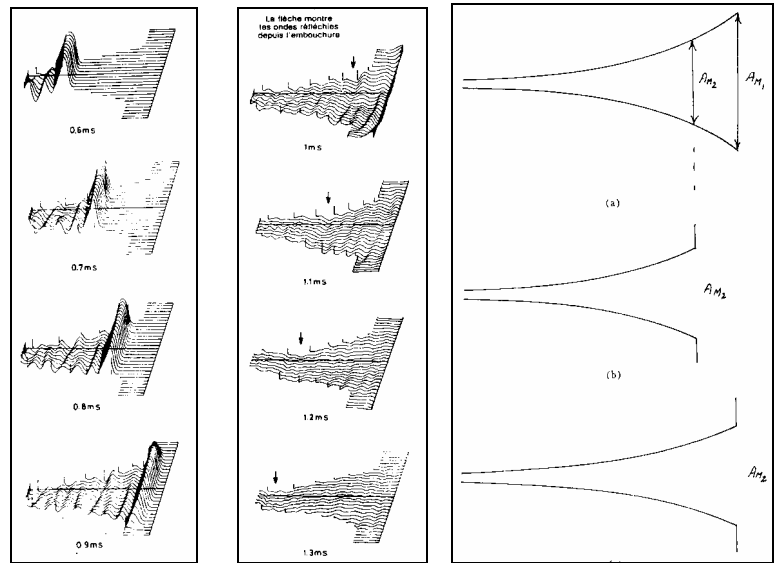 0.6ms
0.7ms
0.8ms
0.9ms
La flèche montre
les ondes réfléchies
depuis l'embouchure
1ms
1.1ms
1.2ms
1.3ms
A M2
A M1
(a)
A M2
(b)
A M2